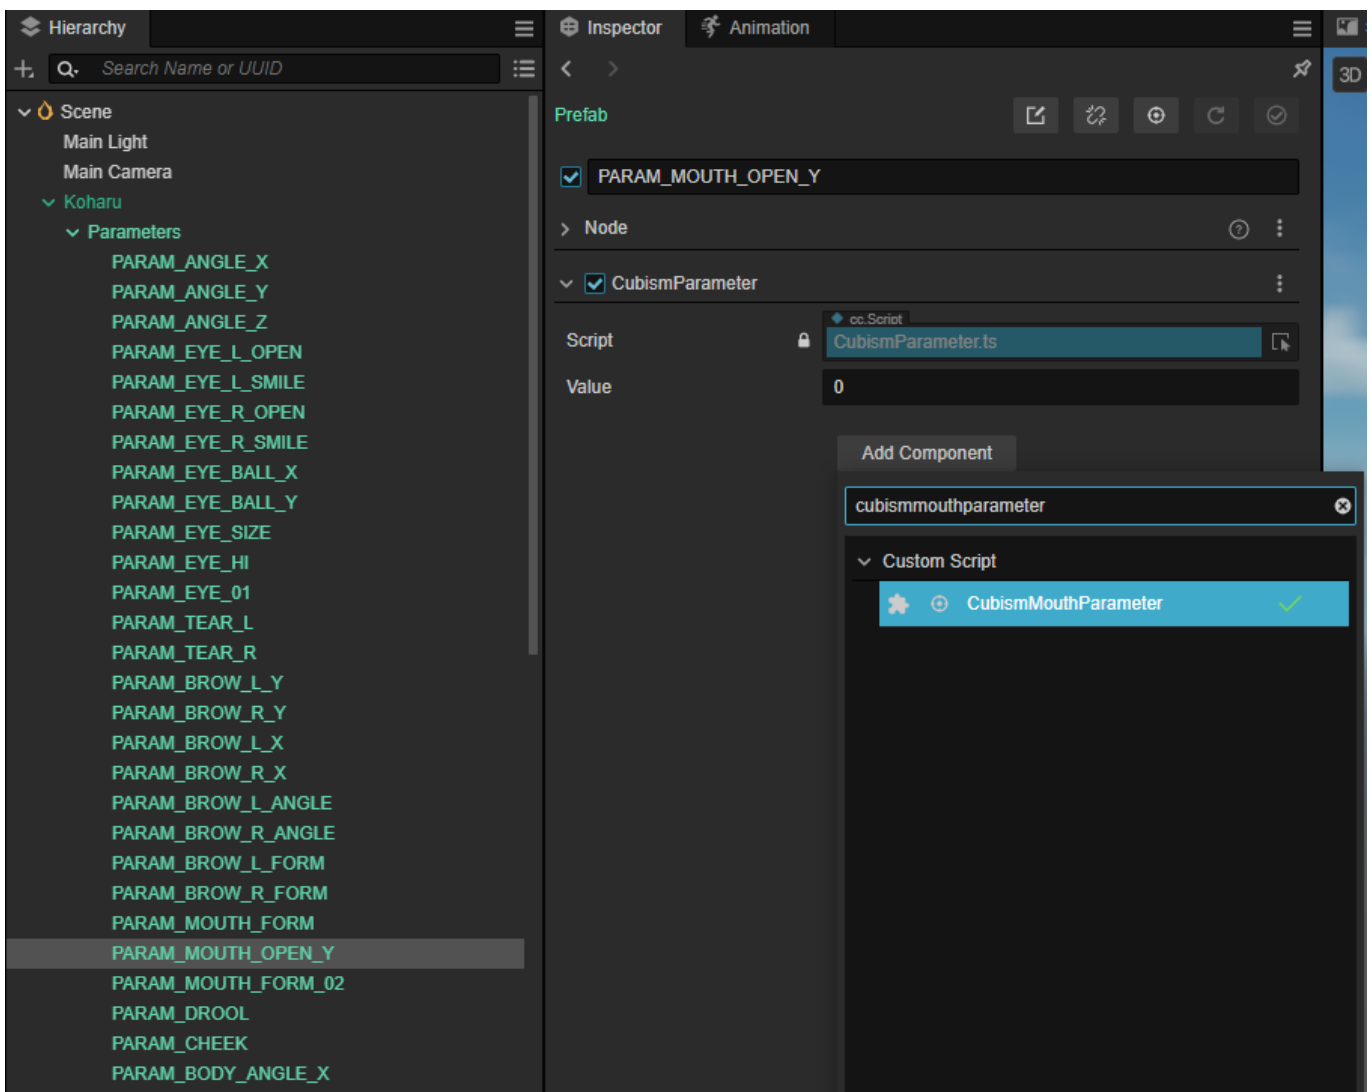 Hierarchy
Search Name or UUID
Scene
Main Light
Main Camera
Koharu
Parameters
PARAM_ANGLE_X
PARAM_ANGLE_Y
PARAM_ANGLE_Z
PARAM_EYE_L_OPEN
PARAM_EYE_L_SMILE
PARAM_EYE_R_OPEN
PARAM_EYE_R_SMILE
PARAM_EYE_BALL_X
PARAM_EYE_BALL_Y
PARAM_EYE_SIZE
PARAM_EYE_HI
PARAM_EYE_01
PARAM_TEAR_L
PARAM_TEAR_R
PARAM_BROW_L_Y
PARAM_BROW_R_Y
PARAM_BROW_L_X
PARAM_BROW_R_X
PARAM_BROW_L_ANGLE
PARAM_BROW_R_ANGLE
PARAM_BROW_L_FORM
PARAM_BROW_R_FORM
PARAM_MOUTH_FORM
PARAM_MOUTH_OPEN_Y
PARAM_MOUTH_FORM_02
PARAM_DROOL
PARAM_CHEEK
PARAM_BODY_ANGLE_X
Inspector Animation
Prefab
PARAM_MOUTH_OPEN_Y
Node
CubismParameter
cc.Script
Script CubismParameter.ts
Value 0
Add Component
cubismmouthparameter
Custom Script
CubismMouthParameter
3D